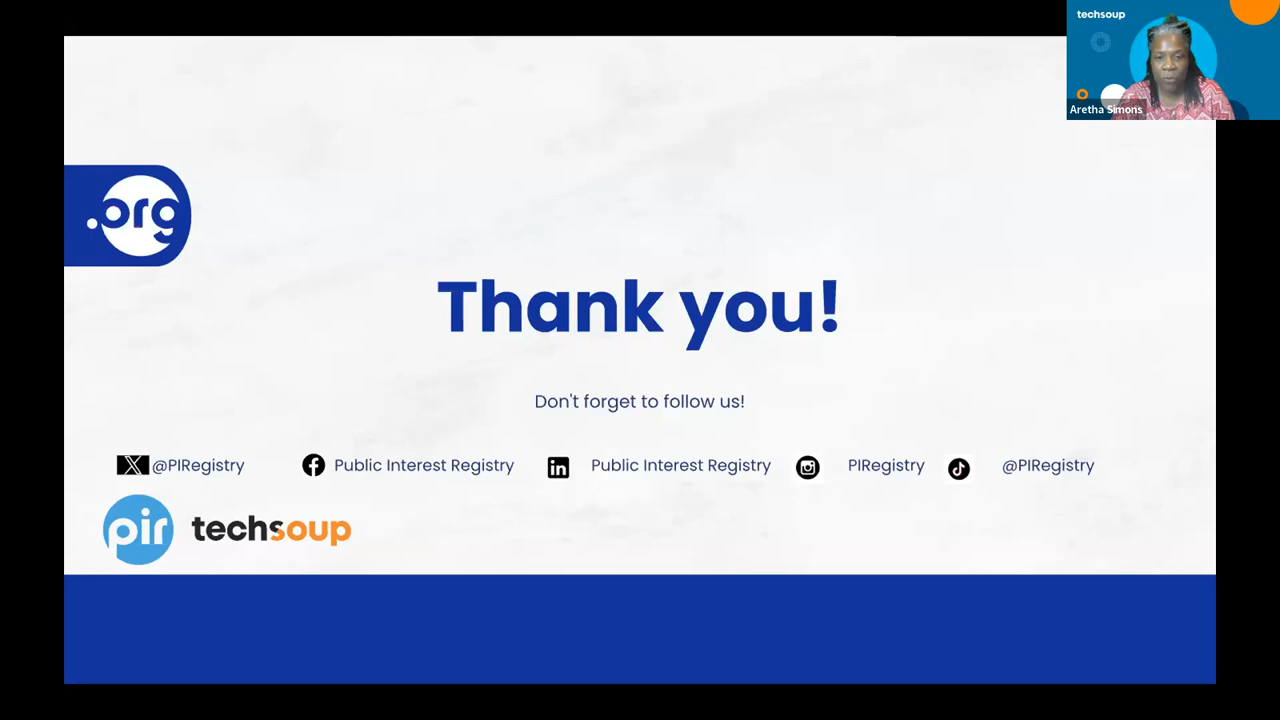 techsoup
Aretha Simons
.org
Thank you!
Don't forget to follow us!
@PIRegistry Public Interest Registry Public Interest Registry PIRegistry @PIRegistry
pir techsoup